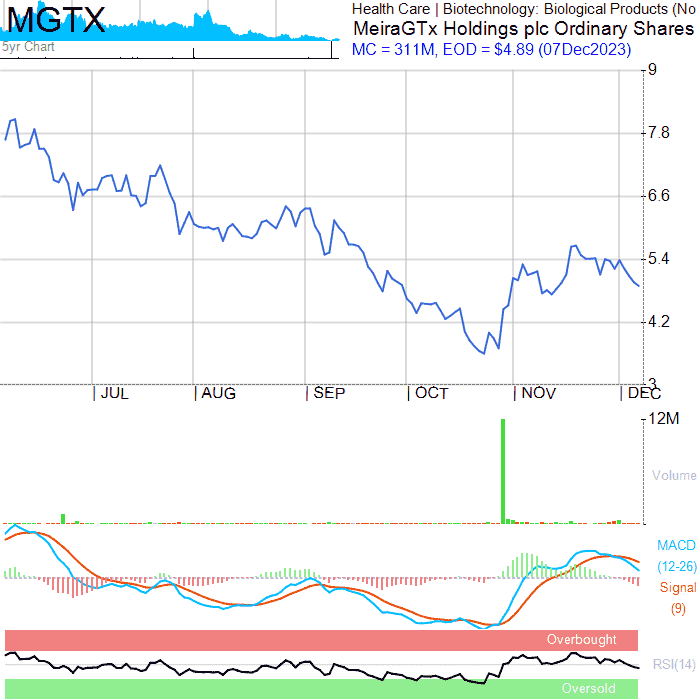 MGTX
5yr Chart
Health Care | Biotechnology: Biological Products (No
MeiraGTx Holdings plc Ordinary Shares
MC = 311M, EOD = $4.89 (07Dec2023)
9
7.8
6.6
5.4
4.2
3
JUL
AUG
SEP
OCT
NOV
DEC
12M
Volume
MACD
(12-26)
Signal
(9)
Overbought
RSI(14)
Oversold